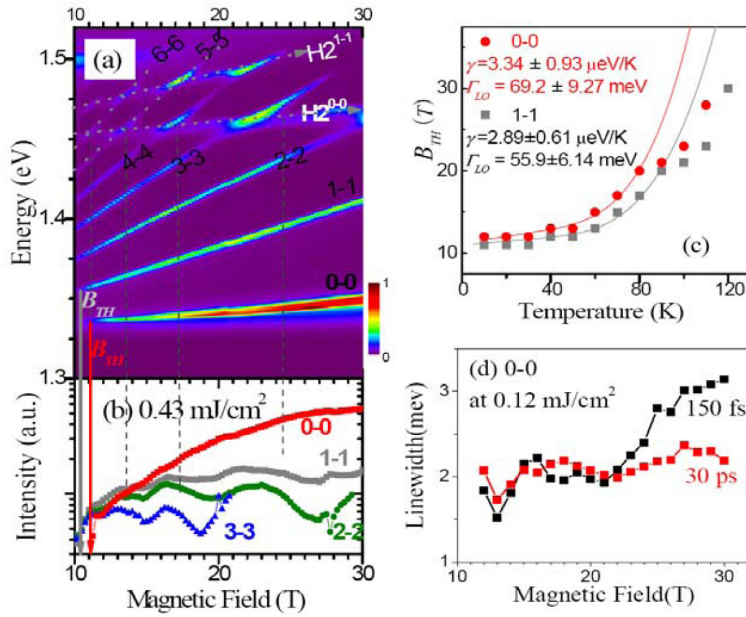 10 20 30
1.5
1.4
1.3
Energy (eV)
(a)
6-6
5-5
H2¹⁻¹
H2⁰⁻⁰
4-4
3-3
2-2
1-1
0-0
B_TH
B_TH
1
0
(b) 0.43 mJ/cm²
0-0
1-1
2-2
3-3
Intensity (a.u.)
10 20 30
Magnetic Field (T)
30
20
10
B_TH (T)
0-0
γ=3.34 ± 0.93 μeV/K
Γ_LO = 69.2 ± 9.27 meV
1-1
γ=2.89±0.61 μeV/K
Γ_LO = 55.9±6.14 meV
(c)
0 40 80 120
Temperature (K)
(d) 0-0
at 0.12 mJ/cm²
150 fs
30 ps
3
2
1
Linewidth(mev)
10 15 20 25 30
Magnetic Field (T)